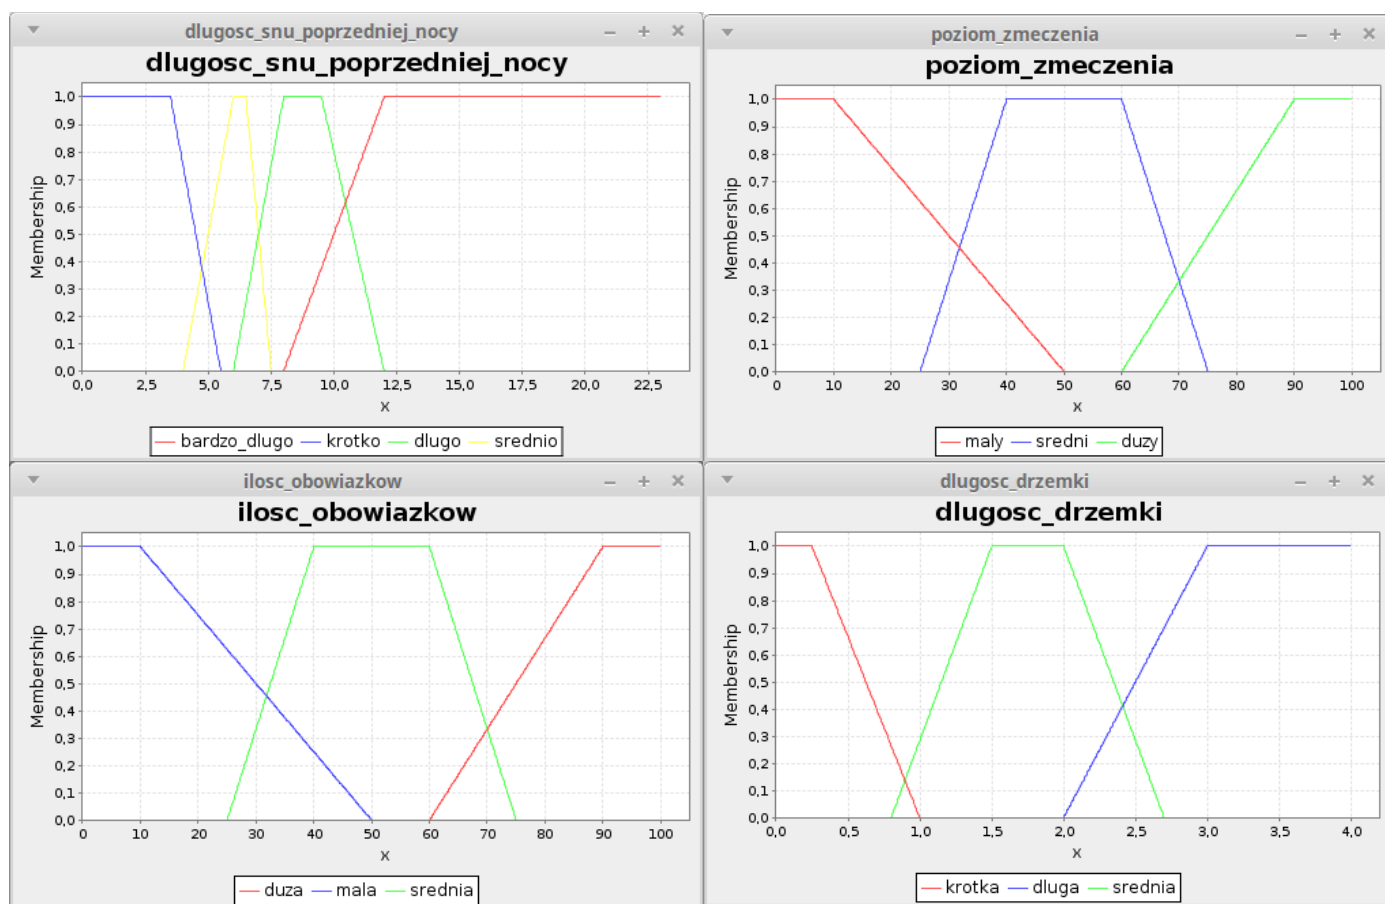 dlugosc_snu_poprzedniej_nocy
dlugosc_snu_poprzedniej_nocy
1,0
0,9
0,8
0,7
0,6
0,5
0,4
0,3
0,2
0,1
0,0
Membership
0,0 2,5 5,0 7,5 10,0 12,5 15,0 17,5 20,0 22,5
x
bardzo_dlugo krotko dlugo srednio
poziom_zmeczenia
poziom_zmeczenia
1,0
0,9
0,8
0,7
0,6
0,5
0,4
0,3
0,2
0,1
0,0
Membership
0 10 20 30 40 50 60 70 80 90 100
x
maly sredni duzy
ilosc_obowiazkow
ilosc_obowiazkow
1,0
0,9
0,8
0,7
0,6
0,5
0,4
0,3
0,2
0,1
0,0
Membership
0 10 20 30 40 50 60 70 80 90 100
x
duza mala srednia
dlugosc_drzemki
dlugosc_drzemki
1,0
0,9
0,8
0,7
0,6
0,5
0,4
0,3
0,2
0,1
0,0
Membership
0,0 0,5 1,0 1,5 2,0 2,5 3,0 3,5 4,0
x
krotka dluga srednia